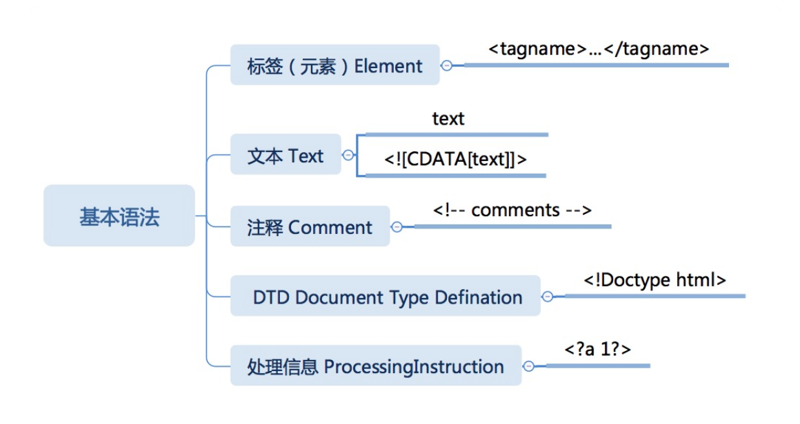 基本语法
标签（元素）Element
<tagname>...</tagname>
文本 Text
text
<![CDATA[text]]>
注释 Comment
<!-- comments -->
DTD Document Type Defination
<!Doctype html>
处理信息 ProcessingInstruction
<?a 1?>